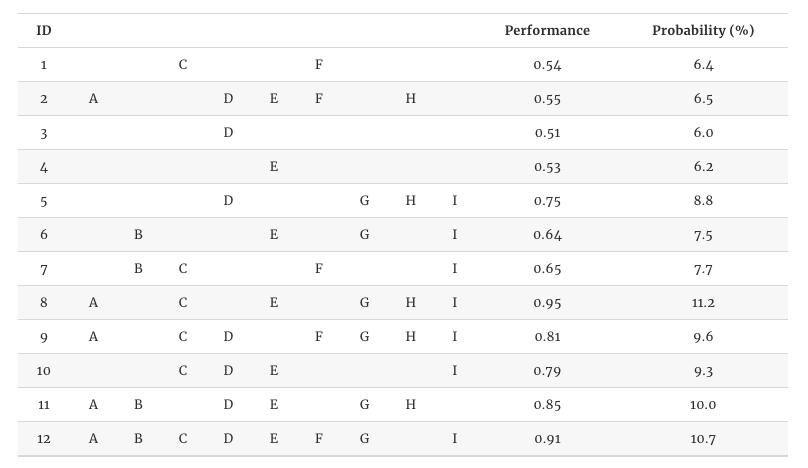 ID Performance Probability (%)
1 C F 0.54 6.4
2 A D E F H 0.55 6.5
3 D 0.51 6.0
4 E 0.53 6.2
5 D G H I 0.75 8.8
6 B E G I 0.64 7.5
7 B C F I 0.65 7.7
8 A C E G H I 0.95 11.2
9 A C D F G H I 0.81 9.6
10 C D E I 0.79 9.3
11 A B D E G H 0.85 10.0
12 A B C D E F G I 0.91 10.7